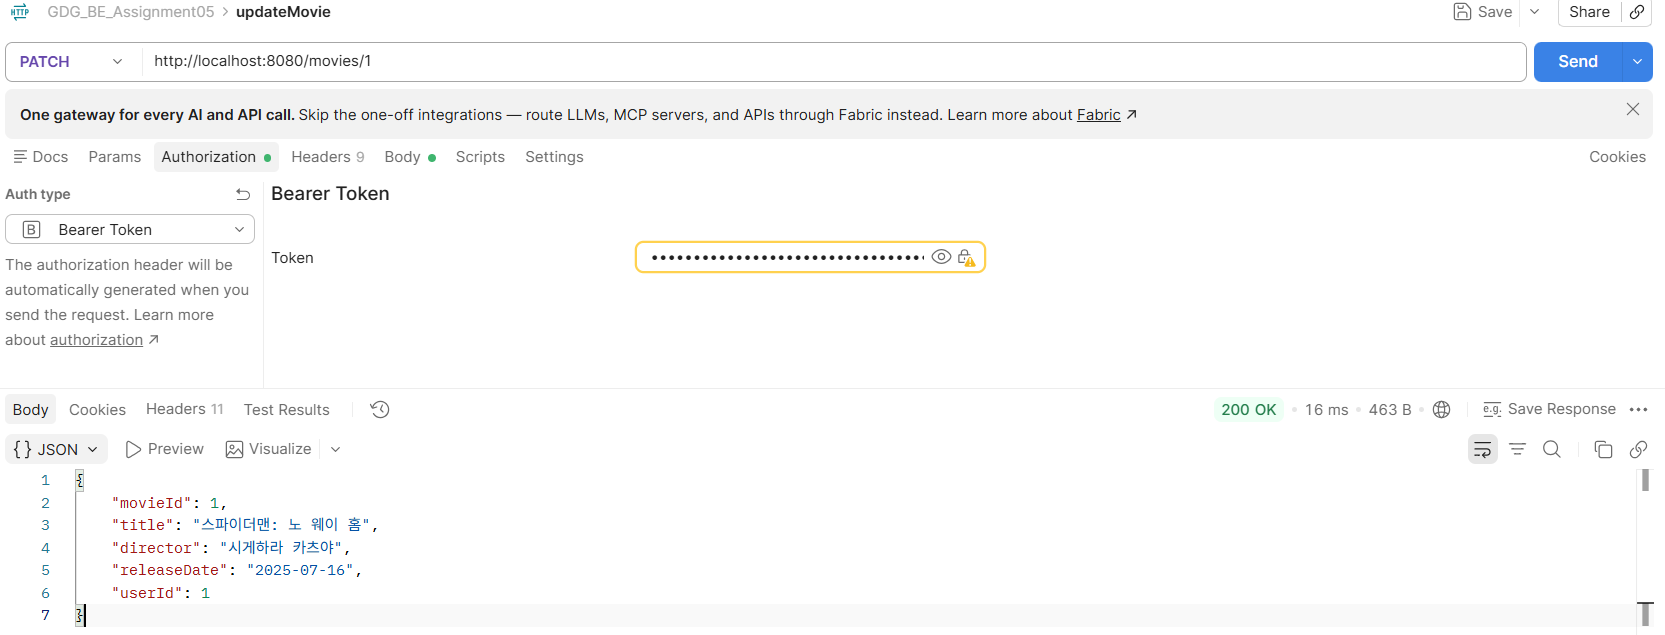 HTTP GDG_BE_Assignment05 > updateMovie Save Share
PATCH http://localhost:8080/movies/1 Send
One gateway for every AI and API call. Skip the one-off integrations — route LLMs, MCP servers, and APIs through Fabric instead. Learn more about Fabric ↗
Docs Params Authorization Headers 9 Body Scripts Settings Cookies
Auth type
Bearer Token
B Bearer Token
The authorization header will be
automatically generated when you
send the request. Learn more
about authorization ↗
Token ••••••••••••••••••••••••••••••••
Body Cookies Headers 11 Test Results 200 OK • 16 ms • 463 B • e.g. Save Response
{} JSON Preview Visualize
1 {
2 "movieId": 1,
3 "title": "스파이더맨: 노 웨이 홈",
4 "director": "시게하라 카츠야",
5 "releaseDate": "2025-07-16",
6 "userId": 1
7 }